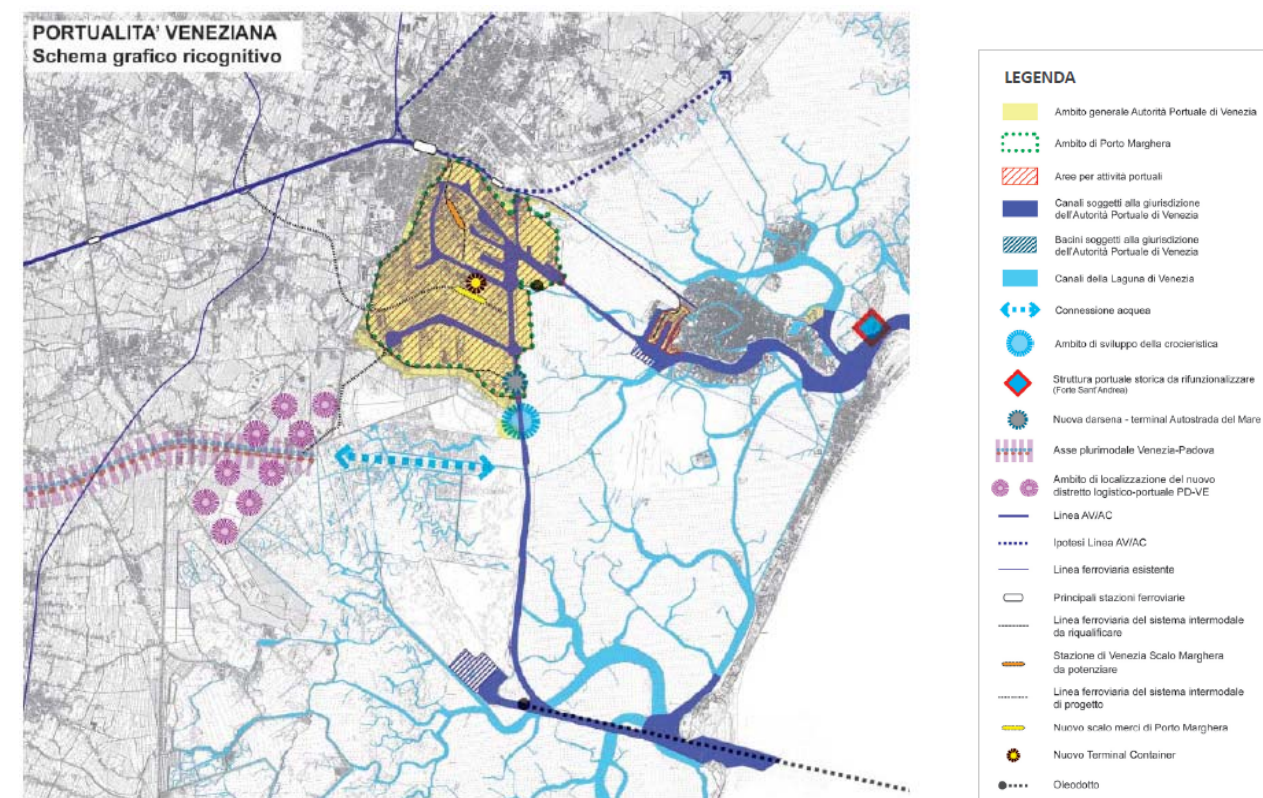 PORTUALITA' VENEZIANA
Schema grafico ricognitivo
LEGENDA
Ambito generale Autorità Portuale di Venezia
Ambito di Porto Marghera
Aree per attività portuali
Canali soggetti alla giurisdizione
dell'Autorità Portuale di Venezia
Bacini soggetti alla giurisdizione
dell'Autorità Portuale di Venezia
Canali della Laguna di Venezia
Connessione acquea
Ambito di sviluppo della crocieristica
Struttura portuale storica da rifunzionalizzare
(Forte Sant'Andrea)
Nuova darsena - terminal Autostrada del Mare
Asse plurimodale Venezia-Padova
Ambito di localizzazione del nuovo
distretto logistico-portuale PD-VE
Linea AV/AC
Ipotesi Linea AV/AC
Linea ferroviaria esistente
Principali stazioni ferroviarie
Linea ferroviaria del sistema intermodale
da riqualificare
Stazione di Venezia Scalo Marghera
da potenziare
Linea ferroviaria del sistema intermodale
di progetto
Nuovo scalo merci di Porto Marghera
Nuovo Terminal Container
Oleodotto